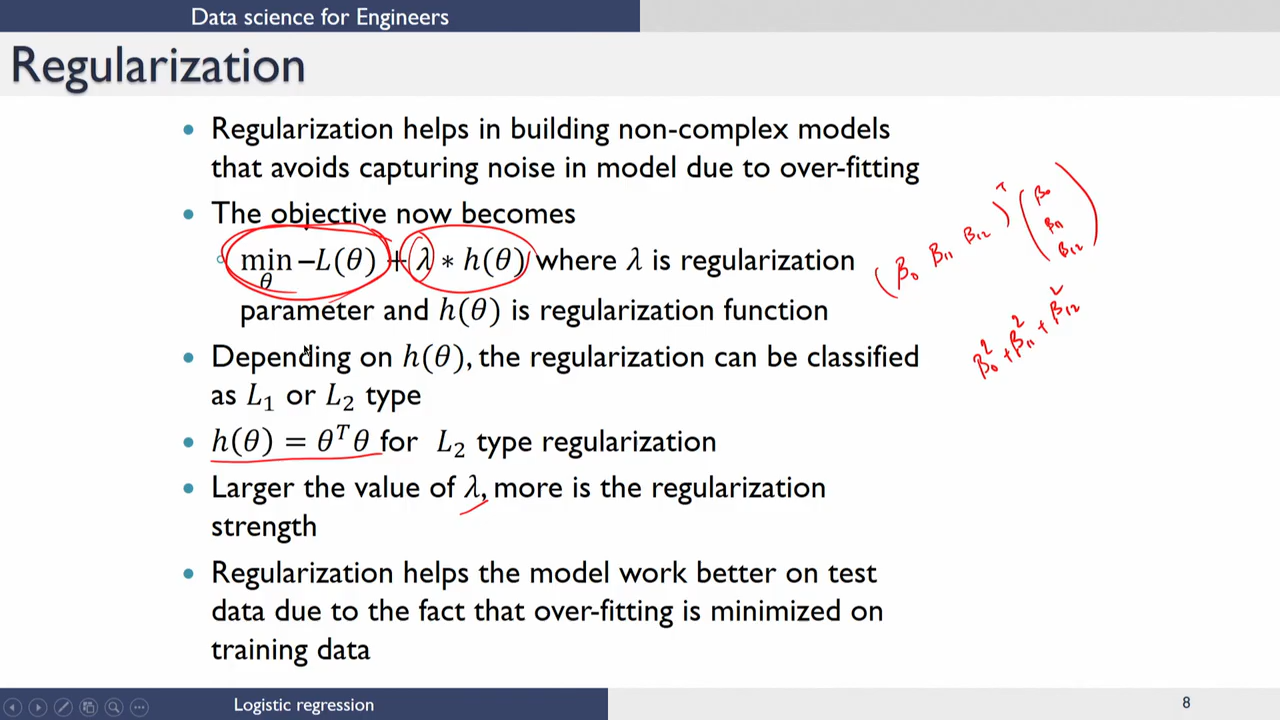 Data science for Engineers
Regularization
• Regularization helps in building non-complex models
that avoids capturing noise in model due to over-fitting
• The objective now becomes
min −L(θ) + λ ∗ h(θ) where λ is regularization
θ
parameter and h(θ) is regularization function
• Depending on h(θ), the regularization can be classified
as L₁ or L₂ type
• h(θ) = θᵀθ for L₂ type regularization
• Larger the value of λ, more is the regularization
strength
• Regularization helps the model work better on test
data due to the fact that over-fitting is minimized on
training data
(β₀ β₁₁ β₁₂)ᵀ (β₀
β₁₁
β₁₂)
β₀² + β₁₁² + β₁₂²
Logistic regression
8